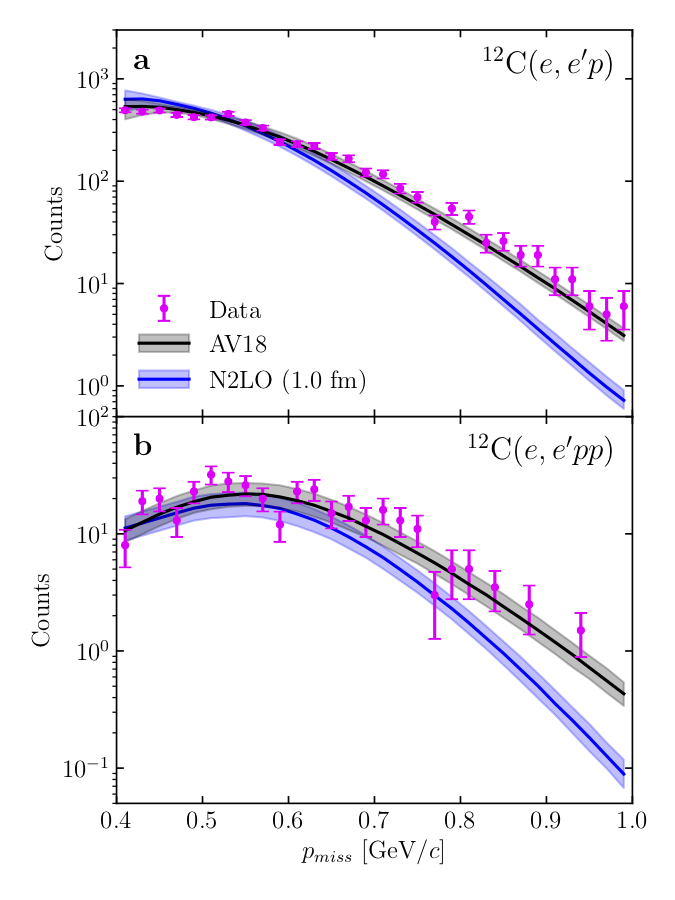 a
¹²C(e, e′p)
10³
10²
10¹
10⁰
Counts
Data
AV18
N2LO (1.0 fm)
b
¹²C(e, e′pp)
10²
10¹
10⁰
10⁻¹
Counts
0.4 0.5 0.6 0.7 0.8 0.9 1.0
pₘᵢₛₛ [GeV/c]